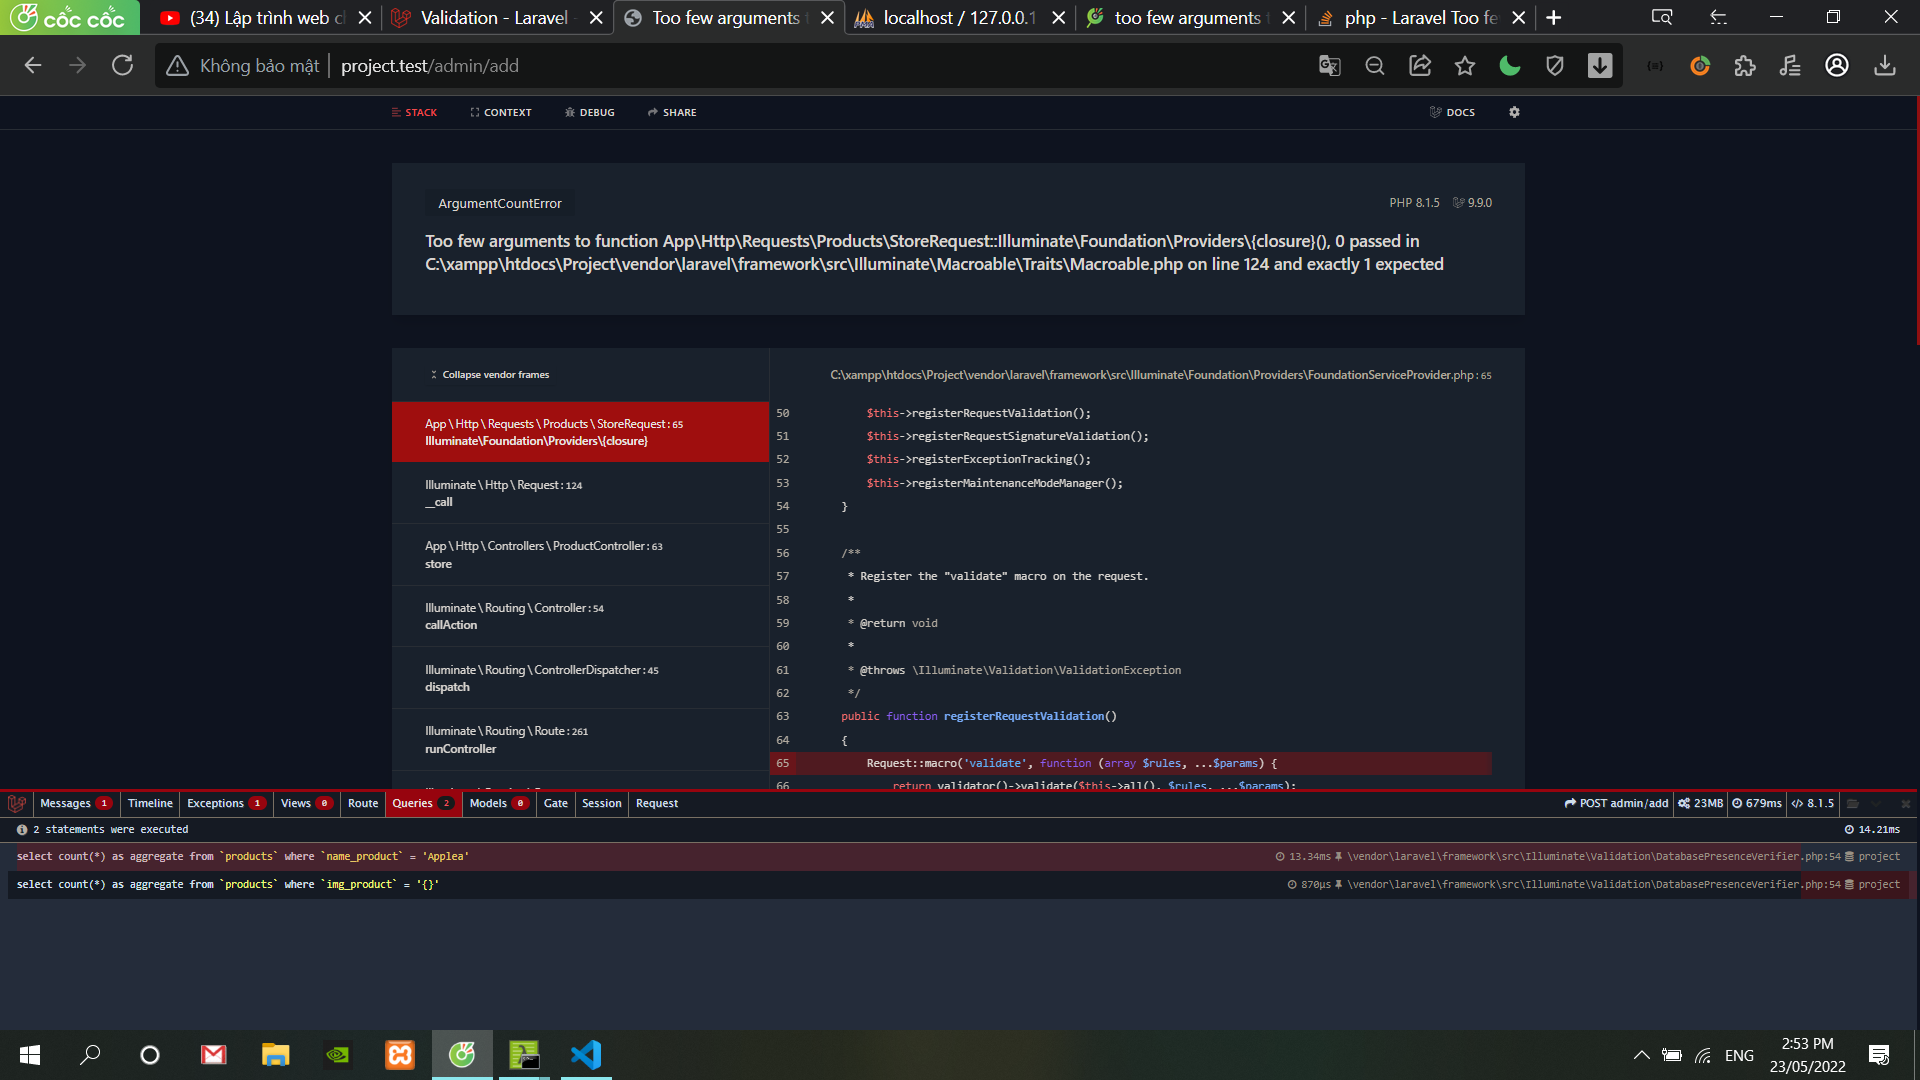 cốc cốc
(34) Lập trình web c
Validation - Laravel -
Too few arguments
localhost / 127.0.0.1
too few arguments
php - Laravel Too fe
Không bảo mật
project.test/admin/add
STACK
CONTEXT
DEBUG
SHARE
DOCS
ArgumentCountError
PHP 8.1.5
9.9.0
Too few arguments to function App\Http\Requests\Products\StoreRequest::Illuminate\Foundation\Providers\{closure}(), 0 passed in
C:\xampp\htdocs\Project\vendor\laravel\framework\src\Illuminate\Macroable\Traits\Macroable.php on line 124 and exactly 1 expected
Collapse vendor frames
App \ Http \ Requests \ Products \ StoreRequest : 65
Illuminate\Foundation\Providers\{closure}
Illuminate \ Http \ Request : 124
__call
App \ Http \ Controllers \ ProductController : 63
store
Illuminate \ Routing \ Controller : 54
callAction
Illuminate \ Routing \ ControllerDispatcher : 45
dispatch
Illuminate \ Routing \ Route : 261
runController
C:\xampp\htdocs\Project\vendor\laravel\framework\src\Illuminate\Foundation\Providers\FoundationServiceProvider.php : 65
50 $this->registerRequestValidation();
51 $this->registerRequestSignatureValidation();
52 $this->registerExceptionTracking();
53 $this->registerMaintenanceModeManager();
54 }
55
56 /**
57 * Register the "validate" macro on the request.
58 *
59 * @return void
60 *
61 * @throws \Illuminate\Validation\ValidationException
62 */
63 public function registerRequestValidation()
64 {
65 Request::macro('validate', function (array $rules, ...$params) {
66 return validator()->validate($this->all(), $rules, ...$params);
Messages 1
Timeline
Exceptions 1
Views 0
Route
Queries 2
Models 0
Gate
Session
Request
POST admin/add
23MB
679ms
8.1.5
2 statements were executed
14.21ms
select count(*) as aggregate from `products` where `name_product` = 'Applea'
13.34ms \vendor\laravel\framework\src\Illuminate\Validation\DatabasePresenceVerifier.php:54 project
select count(*) as aggregate from `products` where `img_product` = '{}'
870μs \vendor\laravel\framework\src\Illuminate\Validation\DatabasePresenceVerifier.php:54 project
ENG
2:53 PM
23/05/2022